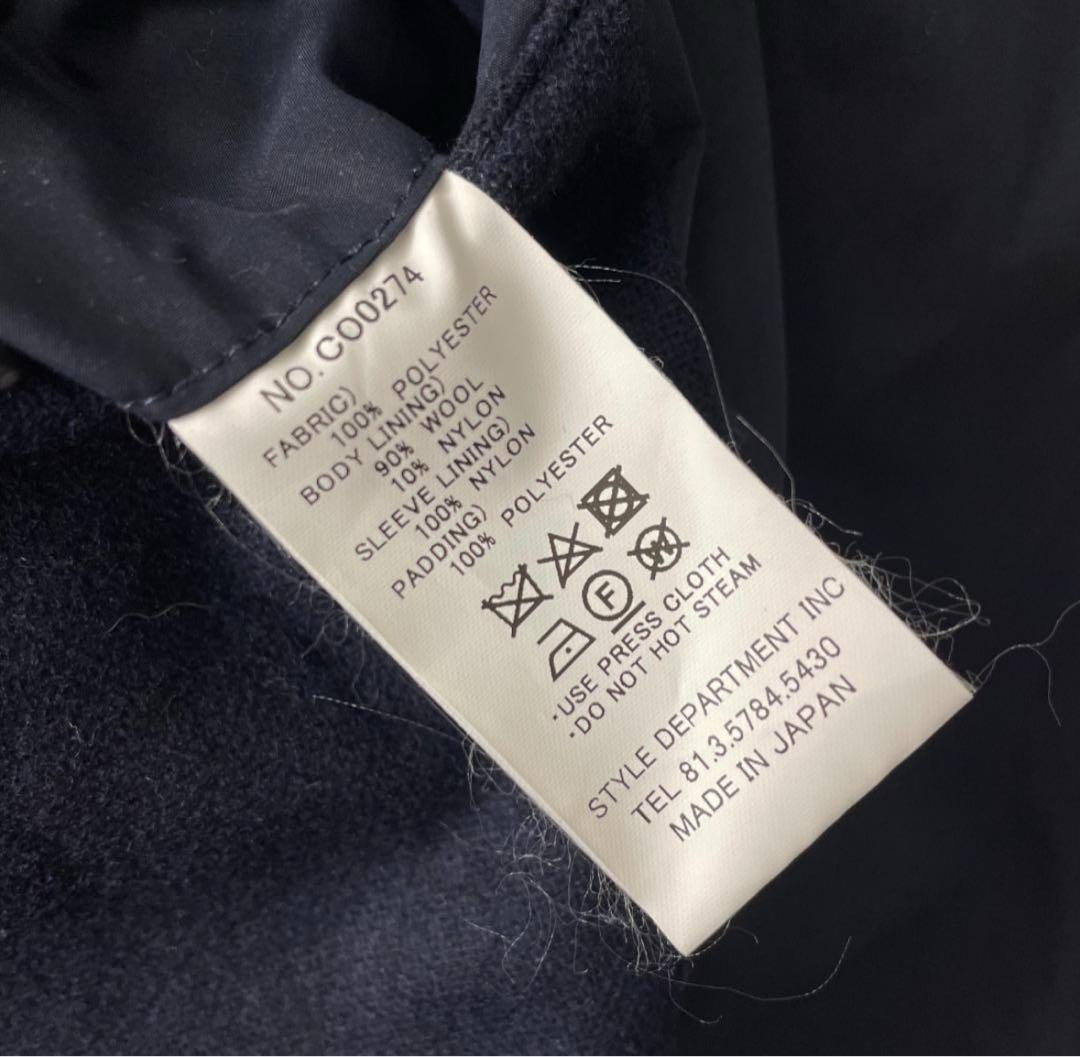 NO.CO0274
FABRIC)
100% POLYESTER
BODY LINING)
90% WOOL
10% NYLON
SLEEVE LINING)
100% NYLON
PADDING)
100% POLYESTER
F W
·USE PRESS CLOTH
·DO NOT HOT STEAM
STYLE DEPARTMENT INC
TEL 81.3.5784.5430
MADE IN JAPAN